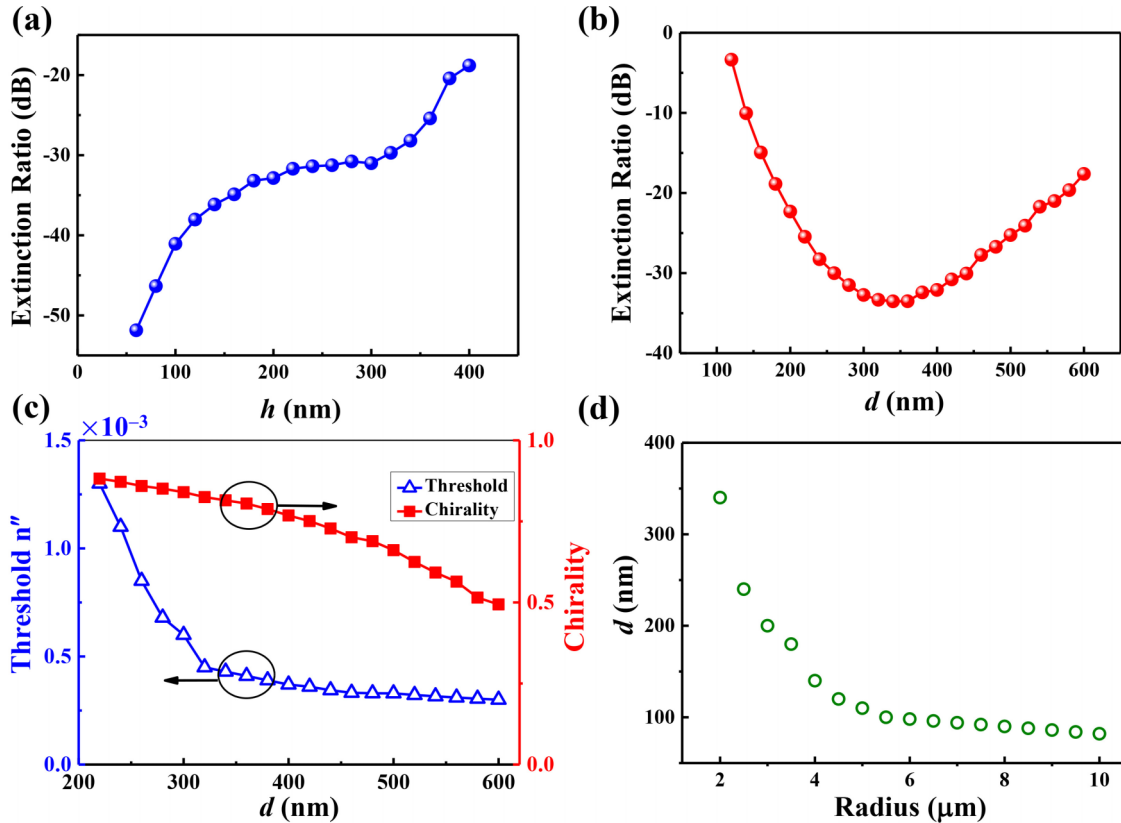 (a)
-20
-30
-40
-50
Extinction Ratio (dB)
0 100 200 300 400
h (nm)
(b)
0
-10
-20
-30
-40
Extinction Ratio (dB)
100 200 300 400 500 600
d (nm)
(c)
×10⁻³
1.5
1.0
0.5
0.0
Threshold n″
Threshold
Chirality
1.0
0.5
0.0
Chirality
200 300 400 500 600
d (nm)
(d)
400
300
200
100
d (nm)
2 4 6 8 10
Radius (μm)